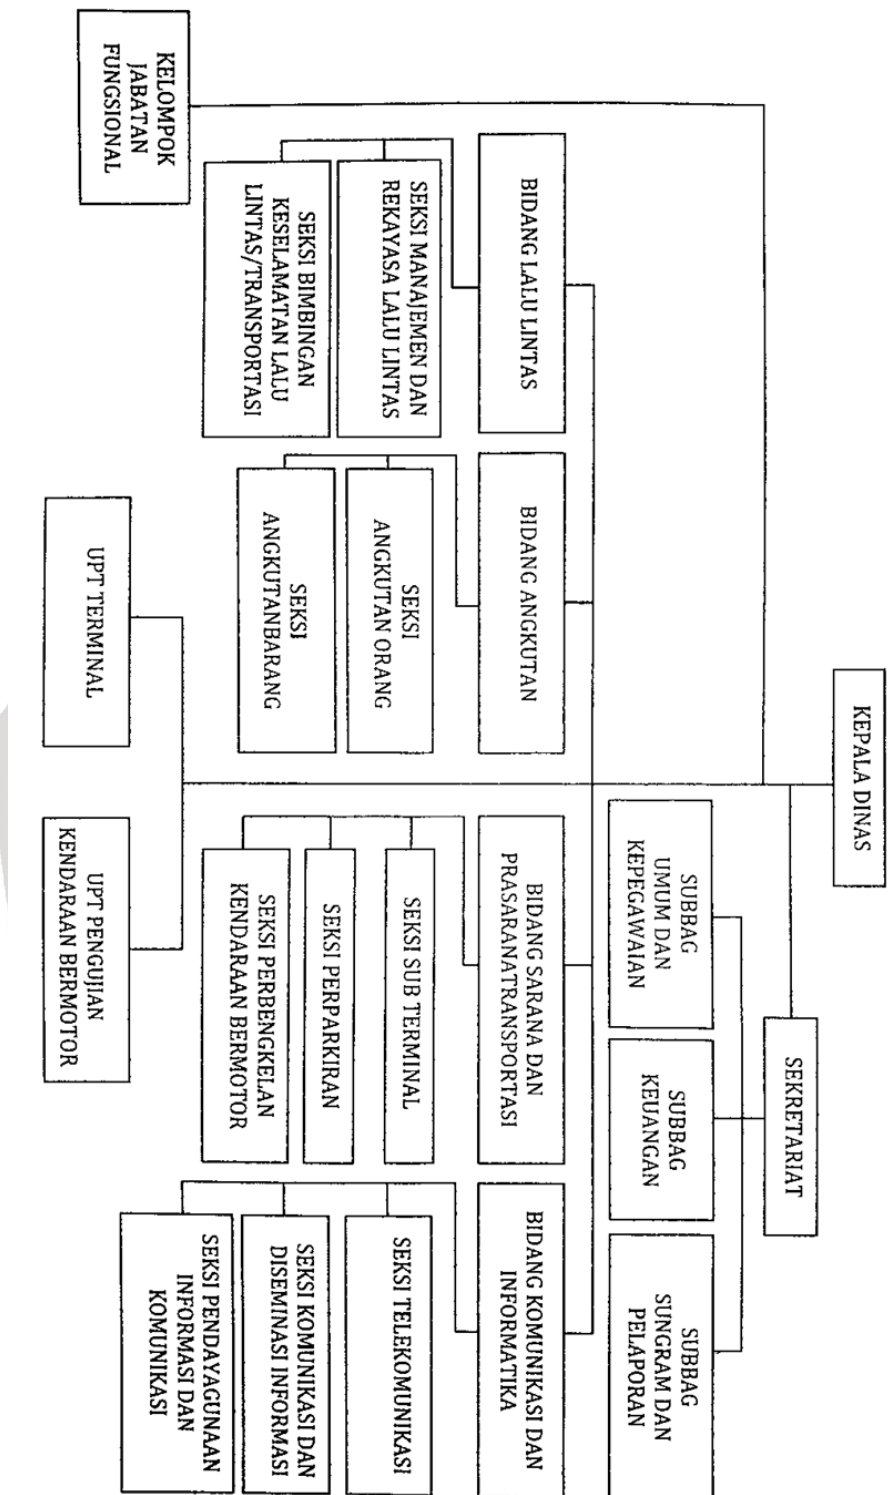 KEPALA DINAS
KELOMPOK
JABATAN
FUNGSIONAL
SEKRETARIAT
SUBBAG
UMUM DAN
KEPEGAWAIAN
SUBBAG
KEUANGAN
SUBBAG
SUNGRAM DAN
PELAPORAN
BIDANG LALU LINTAS
SEKSI MANAJEMEN DAN
REKAYASA LALU LINTAS
SEKSI BIMBINGAN
KESELAMATAN LALU
LINTAS/TRANSPORTASI
BIDANG ANGKUTAN
SEKSI
ANGKUTAN ORANG
SEKSI
ANGKUTANBARANG
BIDANG SARANA DAN
PRASARANATRANSPORTASI
SEKSI SUB TERMINAL
SEKSI PERPARKIRAN
SEKSI PERBENGKELAN
KENDARAAN BERMOTOR
BIDANG KOMUNIKASI DAN
INFORMATIKA
SEKSI TELEKOMUNIKASI
SEKSI KOMUNIKASI DAN
DISEMINASI INFORMASI
SEKSI PENDAYAGUNAAN
INFORMASI DAN
KOMUNIKASI
UPT TERMINAL
UPT PENGUJIAN
KENDARAAN BERMOTOR